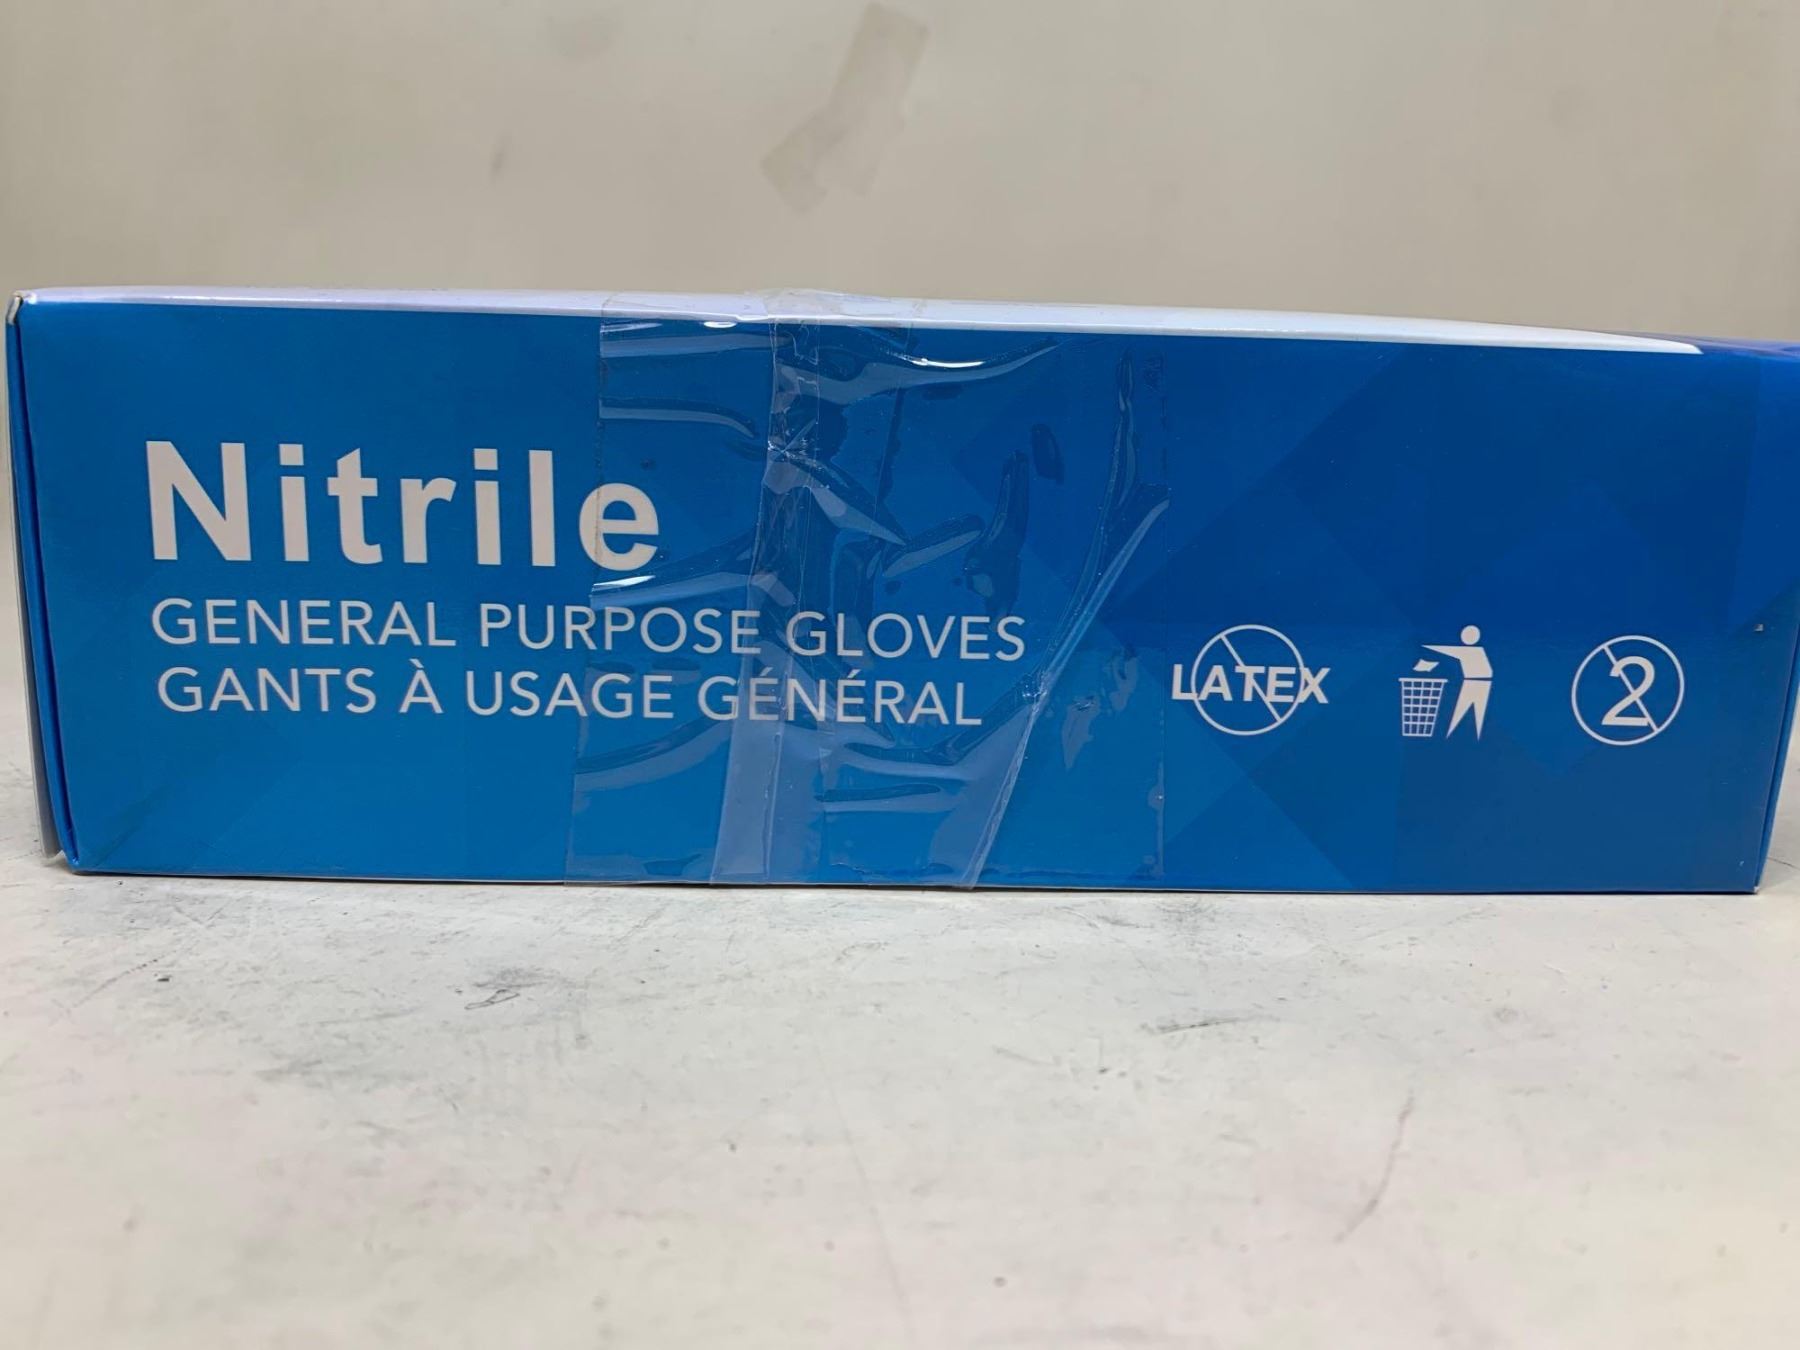 Nitrile
GENERAL PURPOSE GLOVES
GANTS À USAGE GÉNÉRAL
LATEX
2